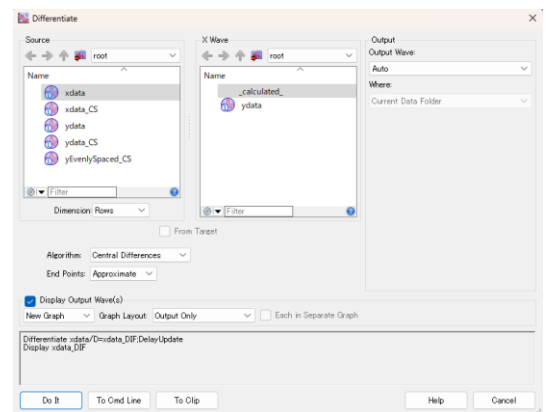 Differentiate
Source
root
Name
xdata
xdata_CS
ydata
ydata_CS
yEvenlySpaced_CS
Filter
Dimension Rows
X Wave
root
Name
_calculated_
ydata
Filter
Output
Output Wave:
Auto
Where:
Current Data Folder
From Target
Algorithm: Central Differences
End Points: Approximate
Display Output Wave(s)
New Graph Graph Layout: Output Only Each in Separate Graph
Differentiate xdata/D=xdata_DIF;DelayUpdate
Display xdata_DIF
Do It To Cmd Line To Clip Help Cancel